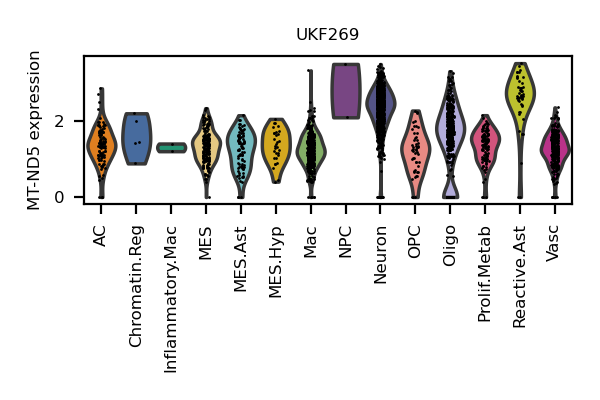 UKF269
MT-ND5 expression
2
0
AC
Chromatin.Reg
Inflammatory.Mac
MES
MES.Ast
MES.Hyp
Mac
NPC
Neuron
OPC
Oligo
Prolif.Metab
Reactive.Ast
Vasc